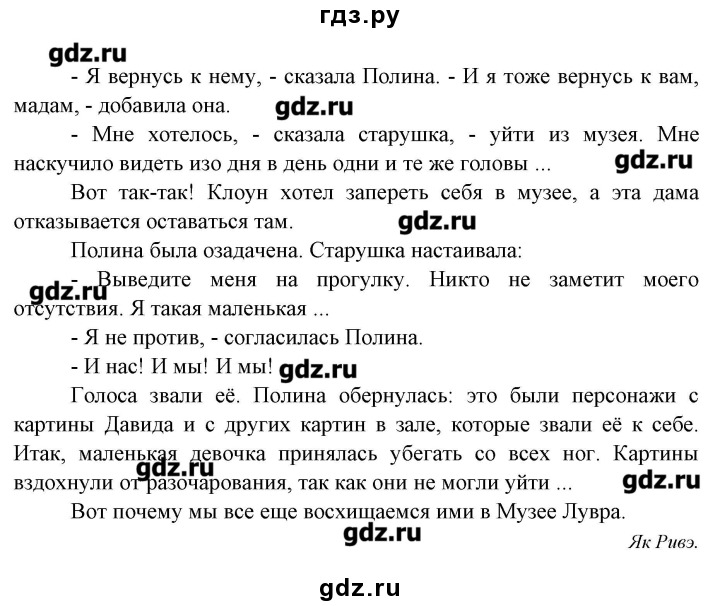 гдз.ру
gdz.ru
- Я вернусь к нему, - сказала Полина. - И я тоже вернусь к вам,
мадам, - добавила она.
gdz.ru
- Мне хотелось, - сказала старушка, - уйти из музея. Мне
наскучило видеть изо дня в день одни и те же головы ...
gdz.ru
Вот так-так! Клоун хотел запереть себя в музее, а эта дама
отказывается оставаться там.
gdz.ru
Полина была озадачена. Старушка настаивала:
- Выведите меня на прогулку. Никто не заметит моего
gdz.ru
отсутствия. Я такая маленькая ...
- Я не против, - согласилась Полина.
- И нас! И мы! И мы!
gdz.ru
Голоса звали её. Полина обернулась: это были персонажи с
картины Давида и с других картин в зале, которые звали её к себе.
Итак, маленькая девочка принялась убегать со всех ног. Картины
gdz.ru
вздохнули от разочарования, так как они не могли уйти ...
gdz.ru
Вот почему мы все еще восхищаемся ими в Музее Лувра.
gdz.ru
Як Ривэ.
gdz.ru